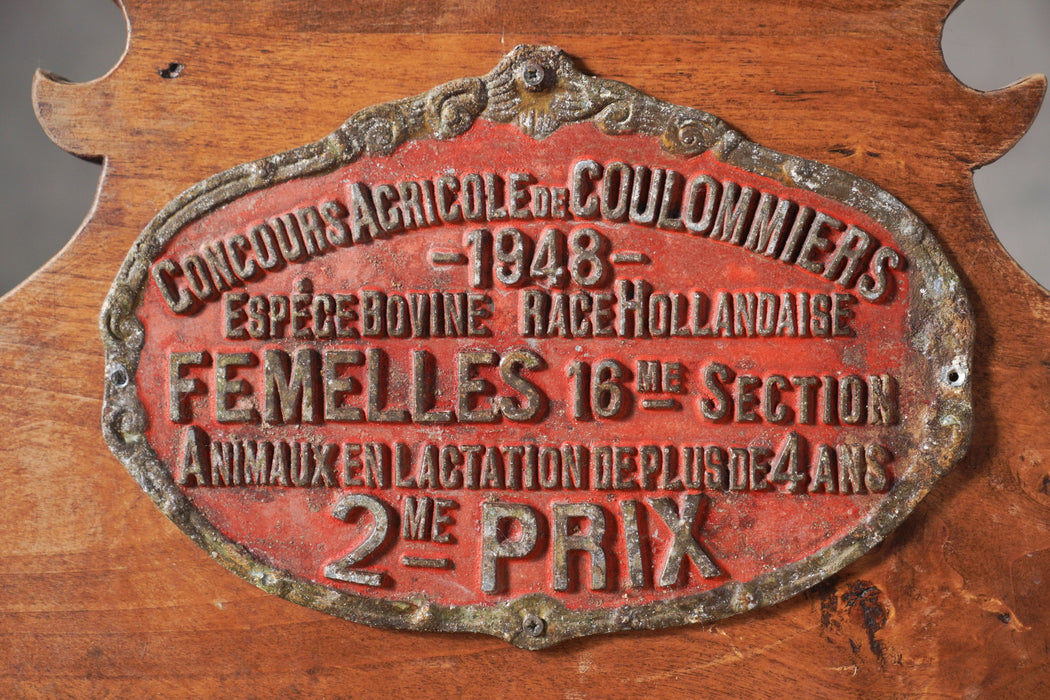 CONCOURS AGRICOLE DE COULOMMIERS
- 1948 -
ESPÉCE BOVINE RACE HOLLANDAISE
FEMELLES 16ME SECTION
ANIMAUX EN LACTATION DE PLUS DE 4 ANS
2ME PRIX